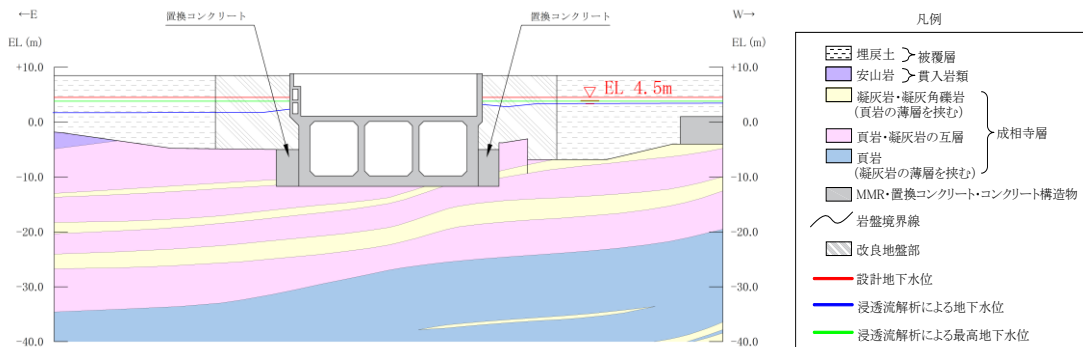 ←E
置換コンクリート
置換コンクリート
W→
EL (m)
EL (m)
+10.0
0.0
−10.0
−20.0
−30.0
−40.0
EL 4.5m
+10.0
0.0
−10.0
−20.0
−30.0
−40.0
凡例
埋戻土
被覆層
安山岩
貫入岩類
凝灰岩・凝灰角礫岩
(頁岩の薄層を挟む)
頁岩・凝灰岩の互層
成相寺層
頁岩
(凝灰岩の薄層を挟む)
MMR・置換コンクリート・コンクリート構造物
岩盤境界線
改良地盤部
設計地下水位
浸透流解析による地下水位
浸透流解析による最高地下水位